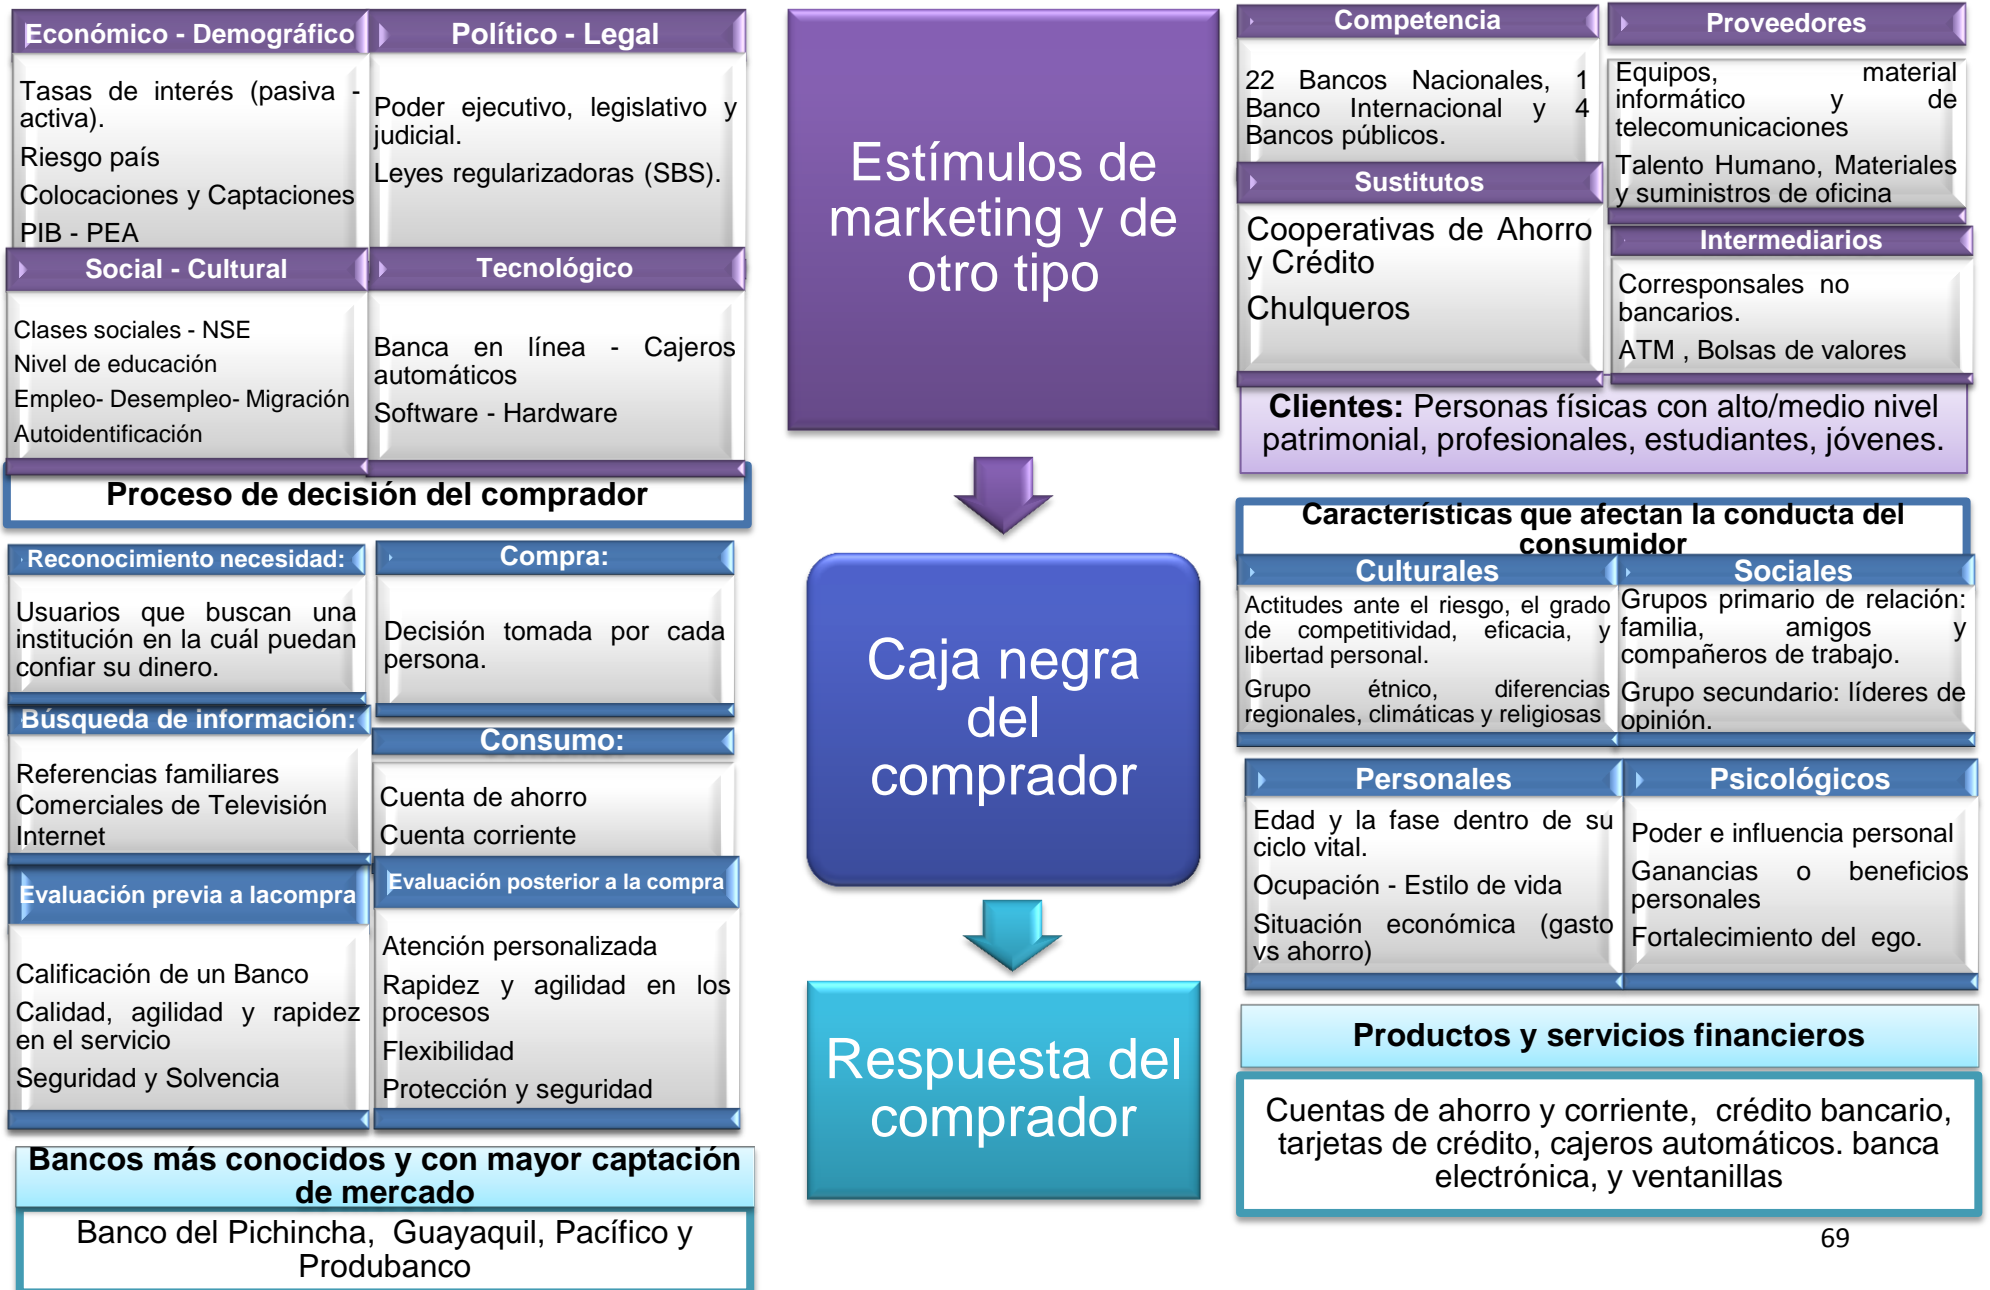 Económico - Demográfico
Tasas de interés (pasiva -
activa).
Riesgo país
Colocaciones y Captaciones
PIB - PEA
Político - Legal
Poder ejecutivo, legislativo y
judicial.
Leyes regularizadoras (SBS).
Social - Cultural
Clases sociales - NSE
Nivel de educación
Empleo- Desempleo- Migración
Autoidentificación
Tecnológico
Banca en línea - Cajeros
automáticos
Software - Hardware
Estímulos de
marketing y de
otro tipo
Competencia
22 Bancos Nacionales, 1
Banco Internacional y 4
Bancos públicos.
Sustitutos
Cooperativas de Ahorro
y Crédito
Chulqueros
Proveedores
Equipos, material
informático y de
telecomunicaciones
Talento Humano, Materiales
y suministros de oficina
Intermediarios
Corresponsales no
bancarios.
ATM , Bolsas de valores
Clientes: Personas físicas con alto/medio nivel
patrimonial, profesionales, estudiantes, jóvenes.
Proceso de decisión del comprador
Reconocimiento necesidad:
Usuarios que buscan una
institución en la cuál puedan
confiar su dinero.
Compra:
Decisión tomada por cada
persona.
Búsqueda de información:
Referencias familiares
Comerciales de Televisión
Internet
Consumo:
Cuenta de ahorro
Cuenta corriente
Evaluación previa a lacompra
Calificación de un Banco
Calidad, agilidad y rapidez
en el servicio
Seguridad y Solvencia
Evaluación posterior a la compra
Atención personalizada
Rapidez y agilidad en los
procesos
Flexibilidad
Protección y seguridad
Caja negra
del
comprador
Características que afectan la conducta del
consumidor
Culturales
Actitudes ante el riesgo, el grado
de competitividad, eficacia, y
libertad personal.
Grupo étnico, diferencias
regionales, climáticas y religiosas
Sociales
Grupos primario de relación:
familia, amigos y
compañeros de trabajo.
Grupo secundario: líderes de
opinión.
Personales
Edad y la fase dentro de su
ciclo vital.
Ocupación - Estilo de vida
Situación económica (gasto
vs ahorro)
Psicológicos
Poder e influencia personal
Ganancias o beneficios
personales
Fortalecimiento del ego.
Respuesta del
comprador
Bancos más conocidos y con mayor captación
de mercado
Banco del Pichincha, Guayaquil, Pacífico y
Produbanco
Productos y servicios financieros
Cuentas de ahorro y corriente, crédito bancario,
tarjetas de crédito, cajeros automáticos. banca
electrónica, y ventanillas
69